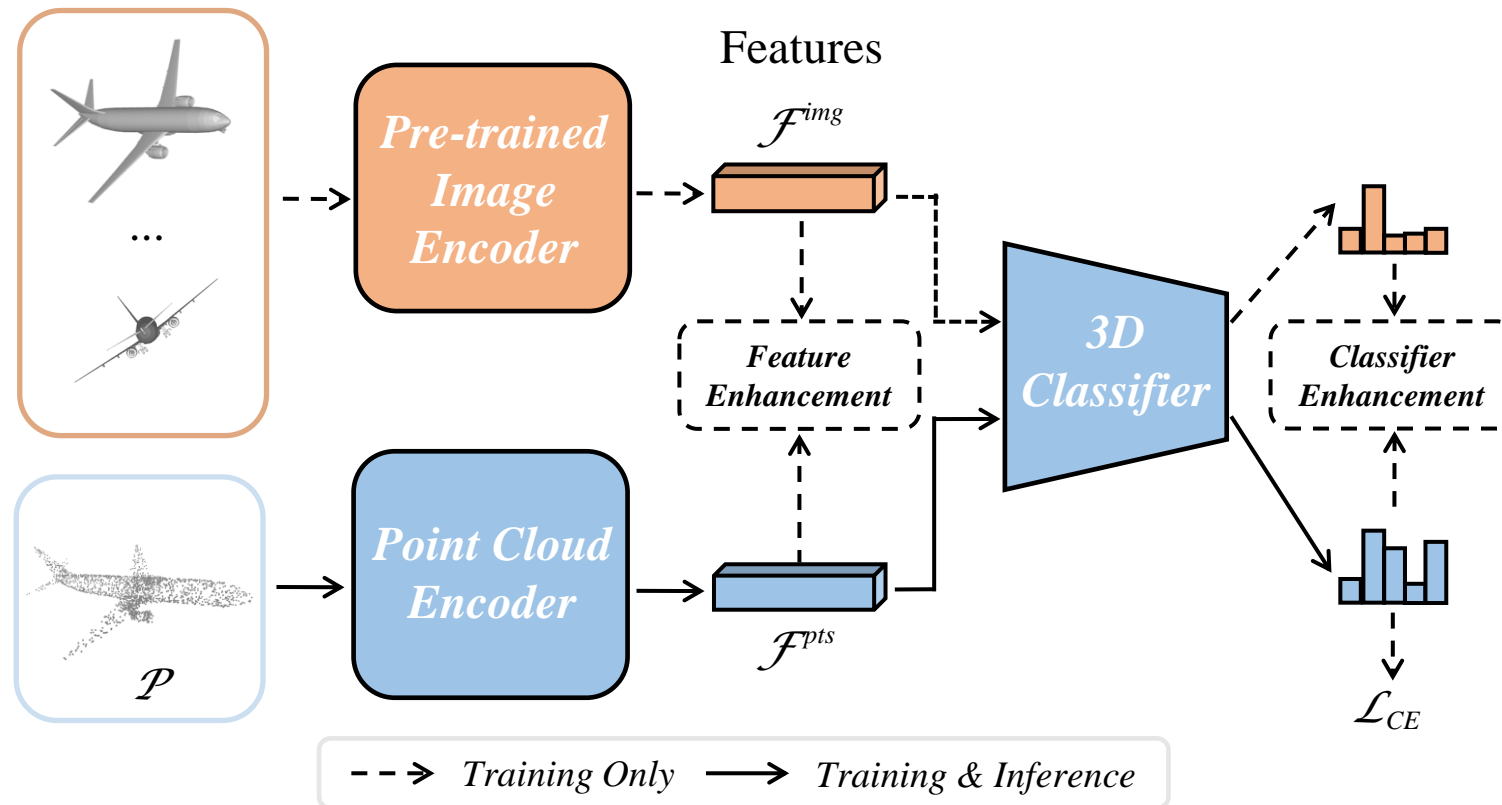 Features
ℱ^img
Pre-trained
Image
Encoder
...
Feature
Enhancement
3D
Classifier
Classifier
Enhancement
Point Cloud
Encoder
ℱ^pts
𝒫
ℒ_CE
Training Only
Training & Inference